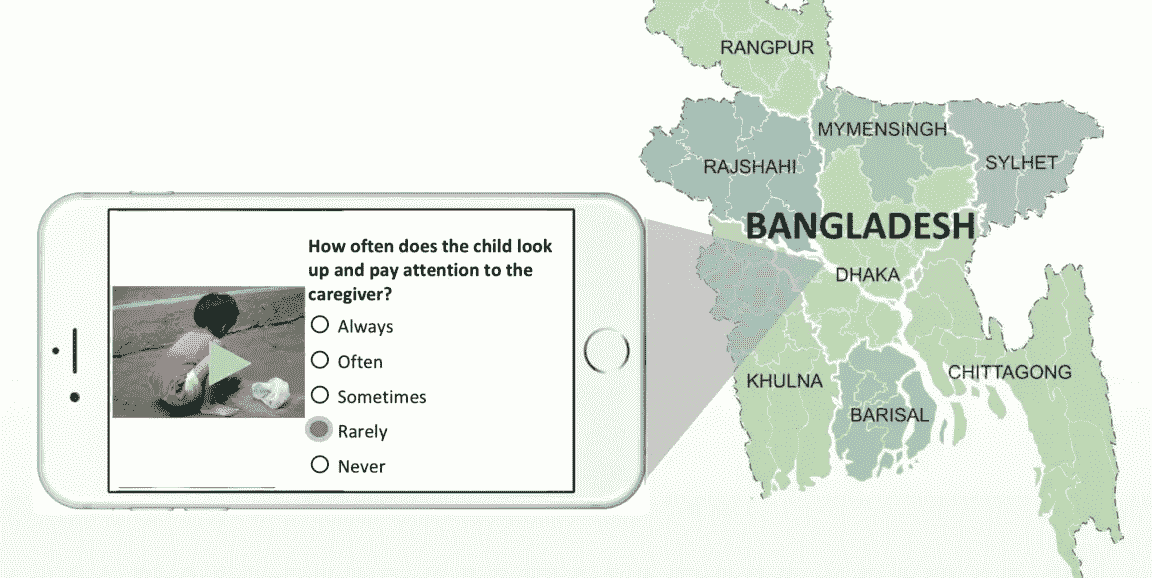 How often does the child look
up and pay attention to the
caregiver?
Always
Often
Sometimes
Rarely
Never
RANGPUR
MYMENSINGH
RAJSHAHI
SYLHET
BANGLADESH
DHAKA
KHULNA
CHITTAGONG
BARISAL